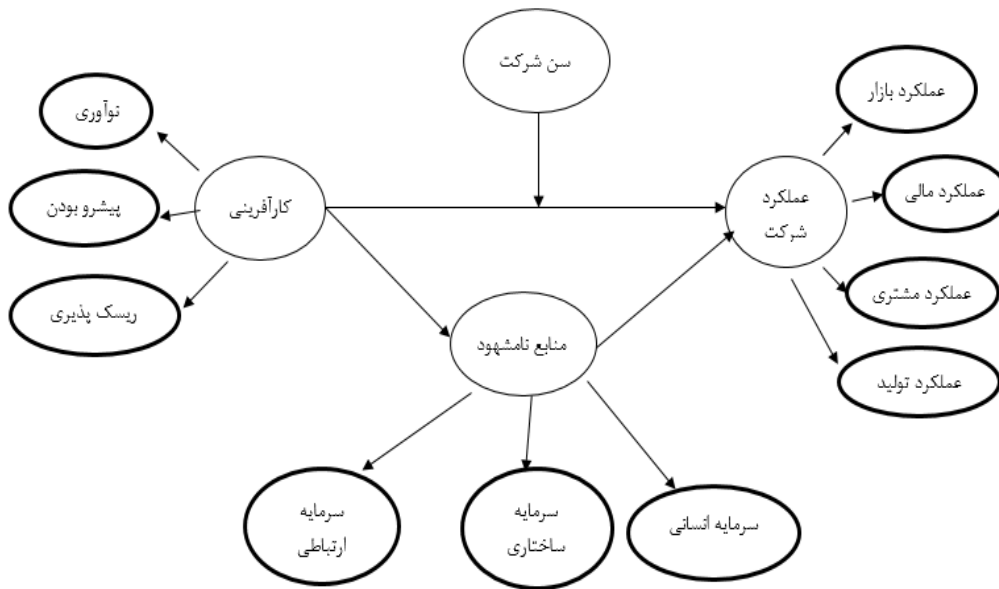 سن شرکت
عملکرد بازار
نوآوری
عملکرد مالی
پیشرو بودن
کارآفرینی
عملکرد
شرکت
عملکرد مشتری
ریسک پذیری
منابع نامشهود
عملکرد تولید
سرمایه انسانی
سرمایه
ساختاری
سرمایه
ارتباطی